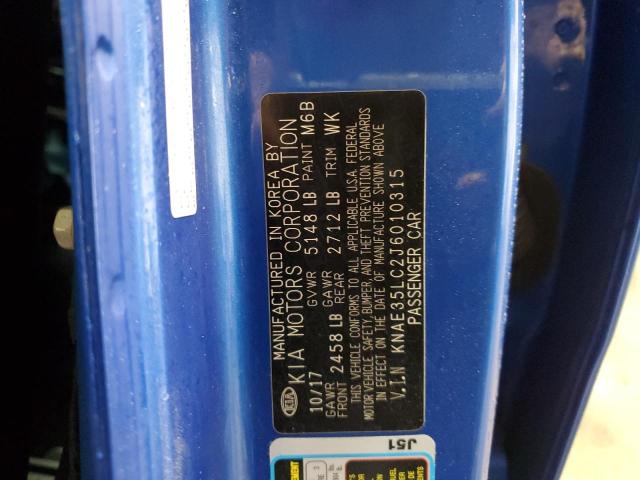 MANUFACTURED IN KOREA BY
KIA KIA MOTORS CORPORATION
10/17 GVWR 5148 LB PAINT M6B
GAWR FRONT 2458 LB GAWR REAR 2712 LB TRIM WK
THIS VEHICLE CONFORMS TO ALL APPLICABLE U.S.A. FEDERAL
MOTOR VEHICLE SAFETY, BUMPER, AND THEFT PREVENTION STANDARDS
IN EFFECT ON THE DATE OF MANUFACTURE SHOWN ABOVE
V.I.N KNAE35LC2J6010315
PASSENGER CAR
J51